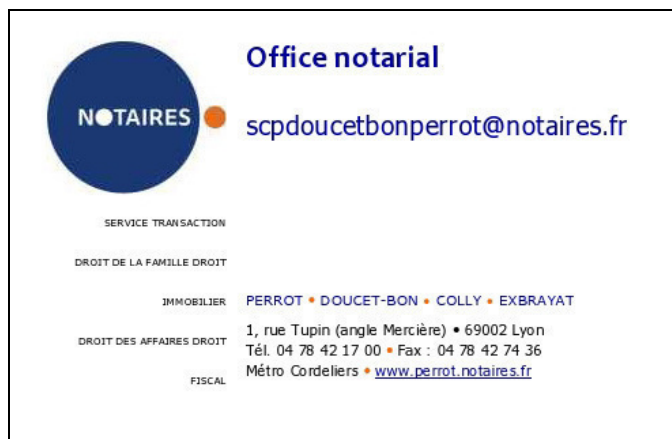 NOTAIRES
Office notarial
scpdoucetbonperrot@notaires.fr
SERVICE TRANSACTION
DROIT DE LA FAMILLE DROIT
IMMOBILIER
DROIT DES AFFAIRES DROIT
FISCAL
PERROT • DOUCET-BON • COLLY • EXBRAYAT
1, rue Tupin (angle Mercière) • 69002 Lyon
Tél. 04 78 42 17 00 • Fax : 04 78 42 74 36
Métro Cordeliers • www.perrot.notaires.fr